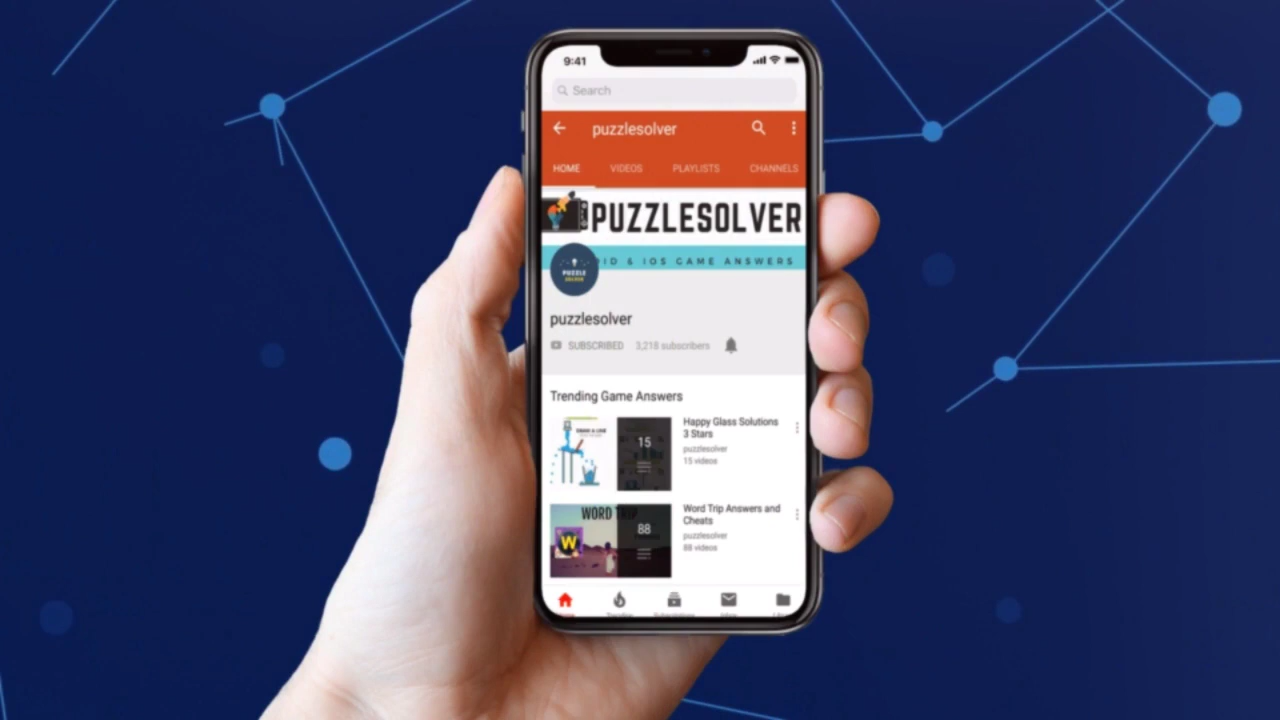 9:41
Search
puzzlesolver
HOME VIDEOS PLAYLISTS CHANNELS
PUZZLESOLVER
ID & IOS GAME ANSWERS
PUZZLE
SOLVER
puzzlesolver
SUBSCRIBED 3,218 subscribers
Trending Game Answers
15
Happy Glass Solutions
3 Stars
puzzlesolver
15 videos
WORD TRIP
W
88
Word Trip Answers and
Cheats
puzzlesolver
88 videos